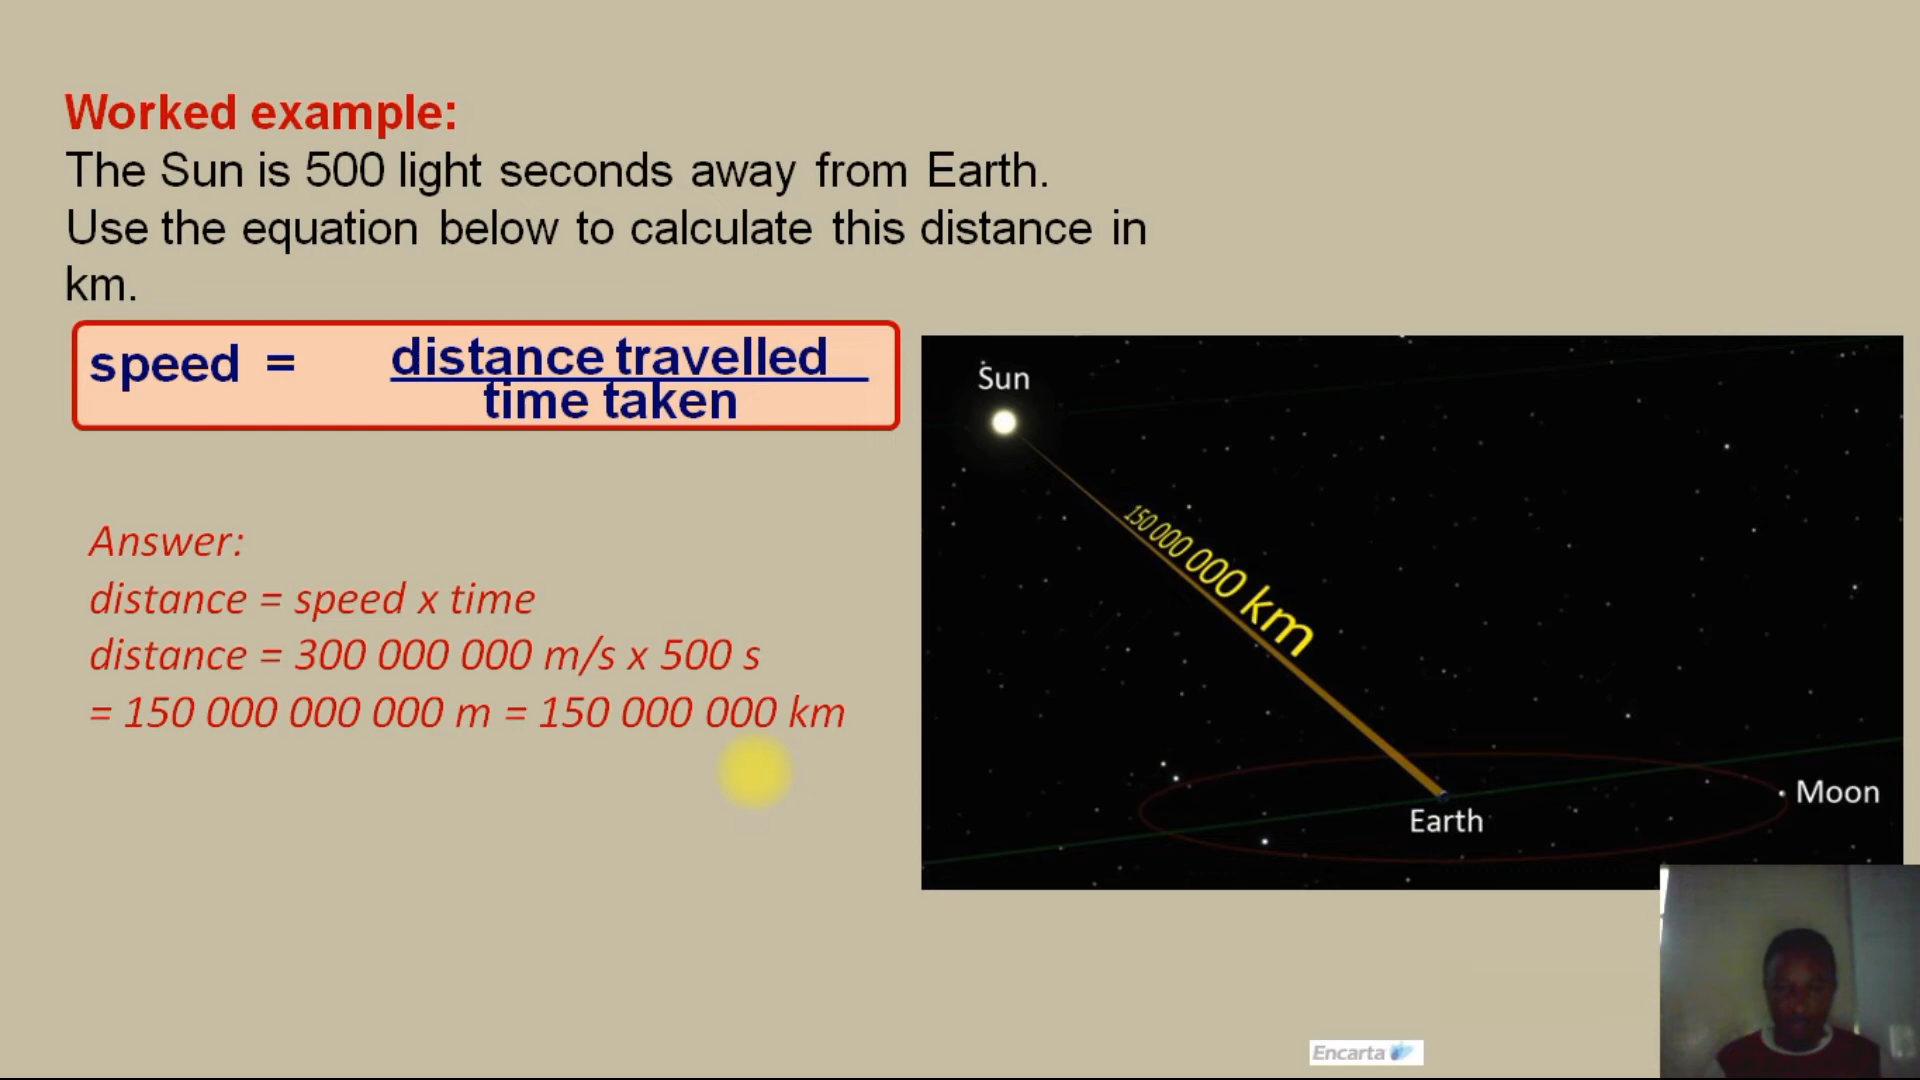 Worked example:
The Sun is 500 light seconds away from Earth.
Use the equation below to calculate this distance in
km.
speed = distance travelled
time taken
Answer:
distance = speed x time
distance = 300 000 000 m/s x 500 s
= 150 000 000 000 m = 150 000 000 km
Sun
150 000 000 km
Moon
Earth
Encarta